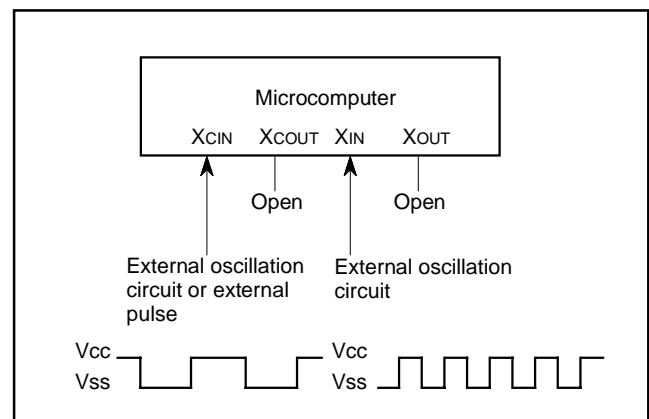 Microcomputer
XCIN XCOUT XIN XOUT
Open Open
External oscillation
circuit or external
pulse
External oscillation
circuit
Vcc Vcc
Vss Vss